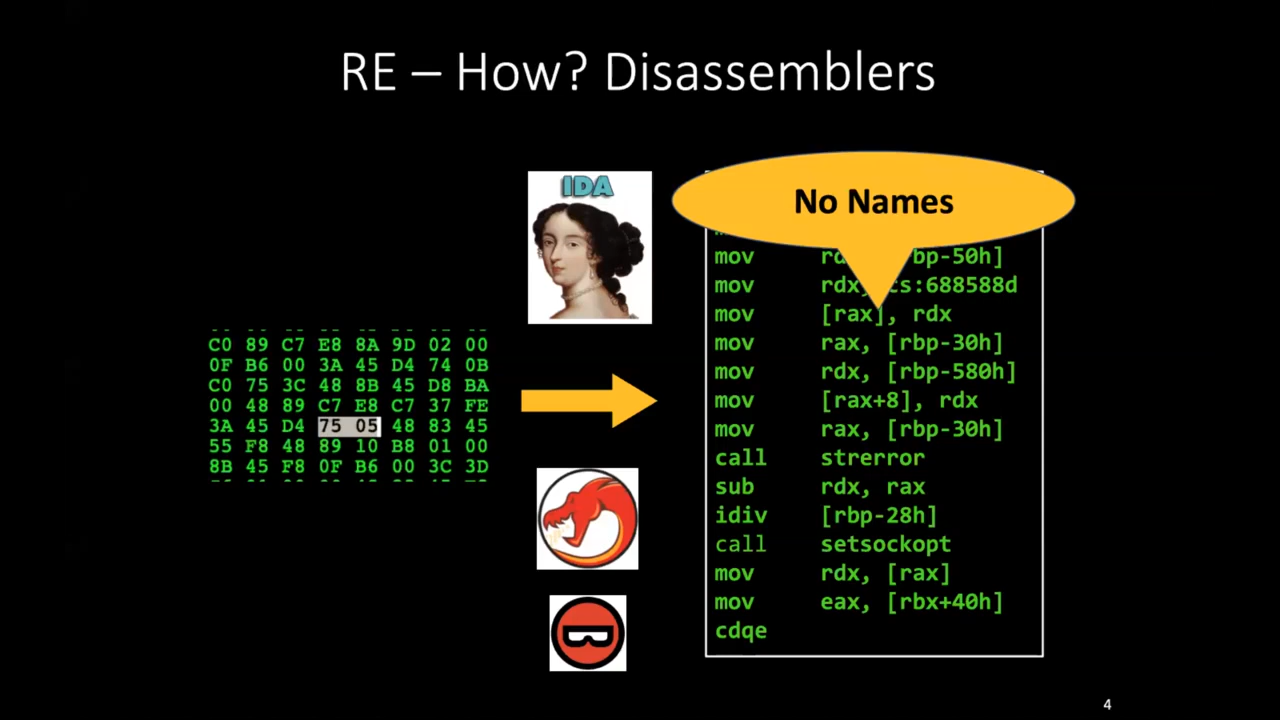 RE – How? Disassemblers
IDA
No Names
C0 89 C7 E8 8A 9D 02 00
0F B6 00 3A 45 D4 74 0B
C0 75 3C 48 8B 45 D8 BA
00 48 89 C7 E8 C7 37 FE
3A 45 D4 75 05 48 83 45
55 F8 48 89 10 B8 01 00
8B 45 F8 0F B6 00 3C 3D
mov bp-50h]
mov :688588d
mov [rax], rdx
mov rax, [rbp-30h]
mov rdx, [rbp-580h]
mov [rax+8], rdx
mov rax, [rbp-30h]
call strerror
sub rdx, rax
idiv [rbp-28h]
call setsockopt
mov rdx, [rax]
mov eax, [rbx+40h]
cdqe
4